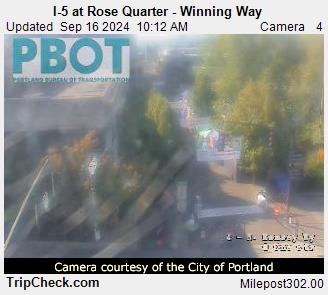 I-5 at Rose Quarter - Winning Way
Updated Sep 16 2024 10:12 AM Camera 4
PBOT
PORTLAND BUREAU OF TRANSPORTATION
Camera courtesy of the City of Portland
TripCheck.com Milepost302.00